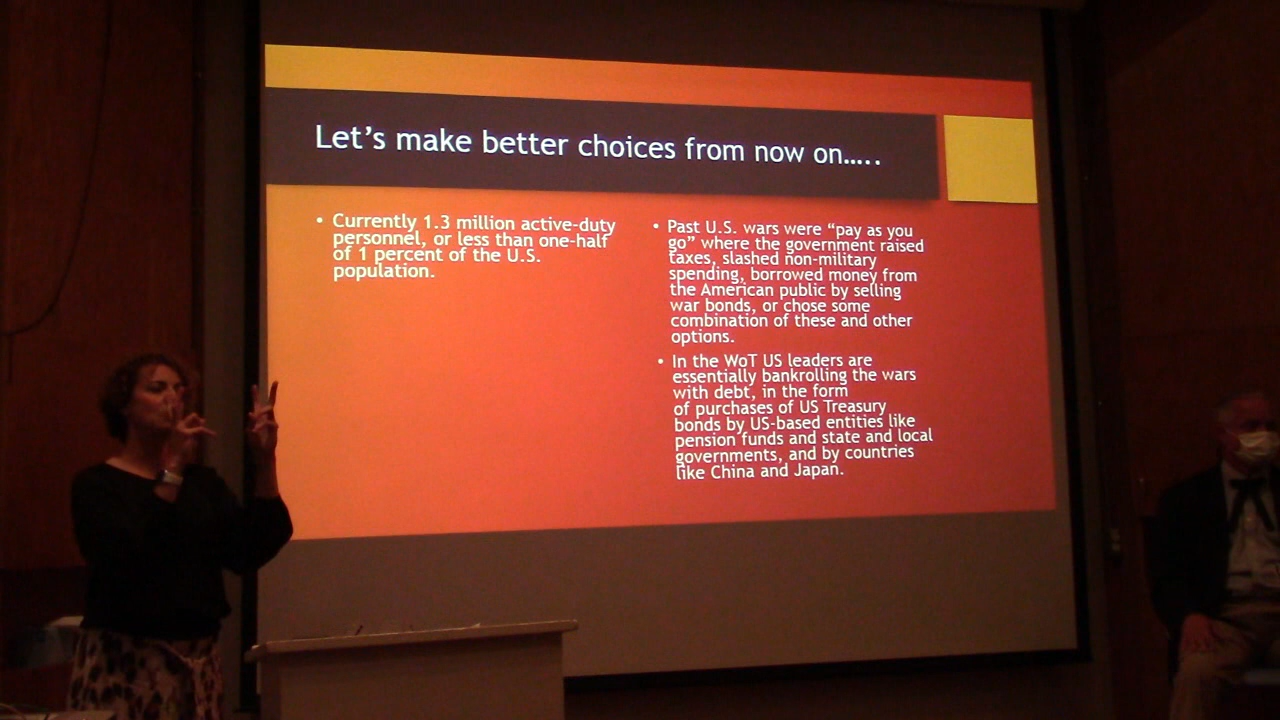 Let's make better choices from now on.....
• Currently 1.3 million active-duty
personnel, or less than one-half
of 1 percent of the U.S.
population.
• Past U.S. wars were “pay as you
go” where the government raised
taxes, slashed non-military
spending, borrowed money from
the American public by selling
war bonds, or chose some
combination of these and other
options.
• In the WoT US leaders are
essentially bankrolling the wars
with debt, in the form
of purchases of US Treasury
bonds by US-based entities like
pension funds and state and local
governments, and by countries
like China and Japan.